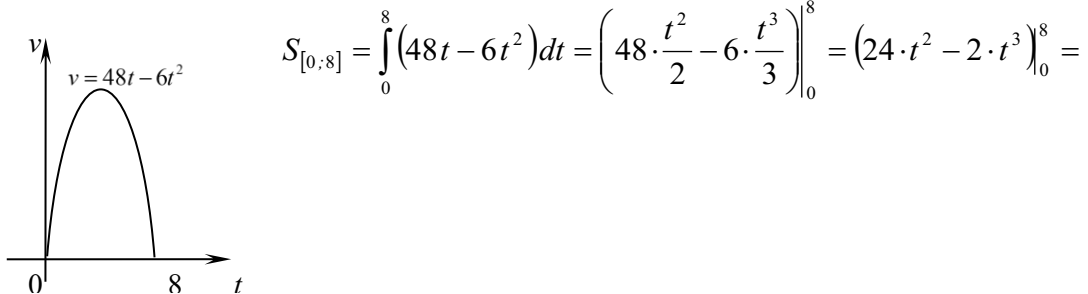 v
v = 48t − 6t²
0 8 t
S_{[0;8]} = ∫₀⁸ (48t − 6t²)dt = (48 · t²/2 − 6 · t³/3)|₀⁸ = (24 · t² − 2 · t³)|₀⁸ =